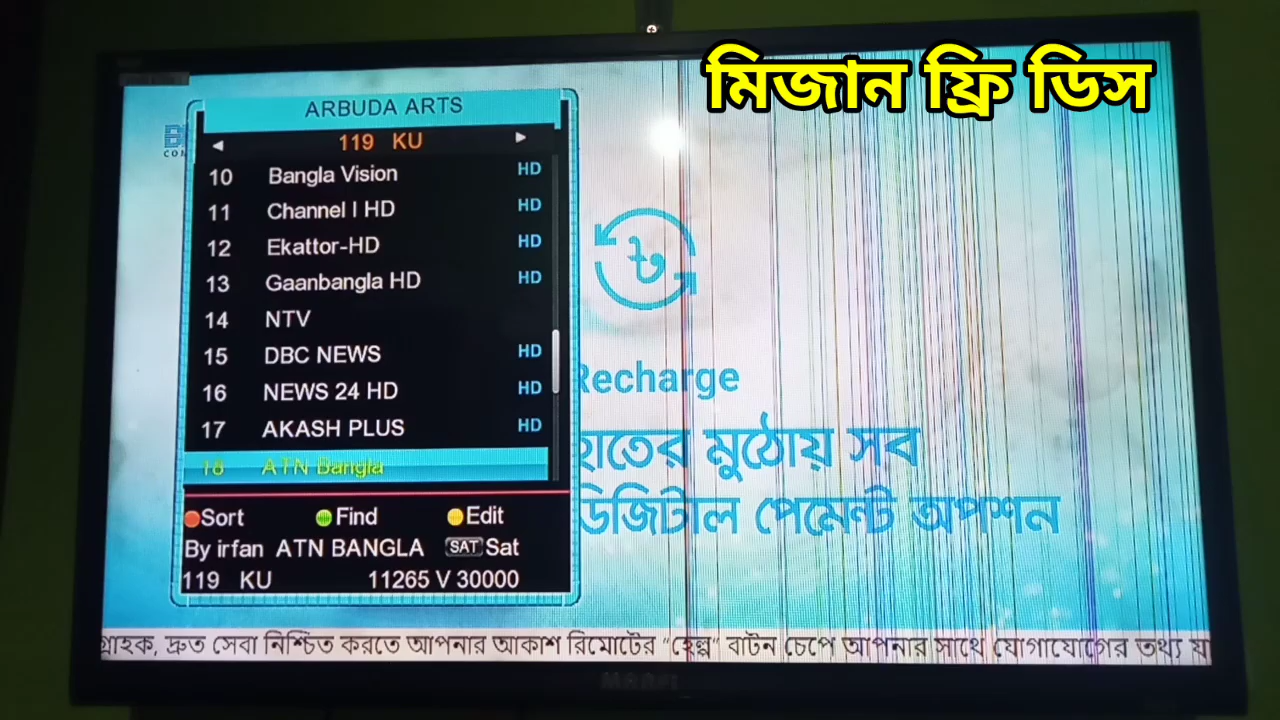 মিজান ফ্রি ডিস
ARBUDA ARTS
119 KU
10 Bangla Vision HD
11 Channel I HD HD
12 Ekattor-HD HD
13 Gaanbangla HD HD
14 NTV
15 DBC NEWS HD
16 NEWS 24 HD HD
17 AKASH PLUS HD
18 ATN Bangla
Sort Find Edit
By irfan ATN BANGLA SAT Sat
119 KU 11265 V 30000
৳
Recharge
হাতের মুঠোয় সব
ডিজিটাল পেমেন্ট অপশন
গ্রাহক, দ্রুত সেবা নিশ্চিত করতে আপনার আকাশ রিমোটের “হেল্প” বাটন চেপে আপনার সাথে যোগাযোগের তথ্য